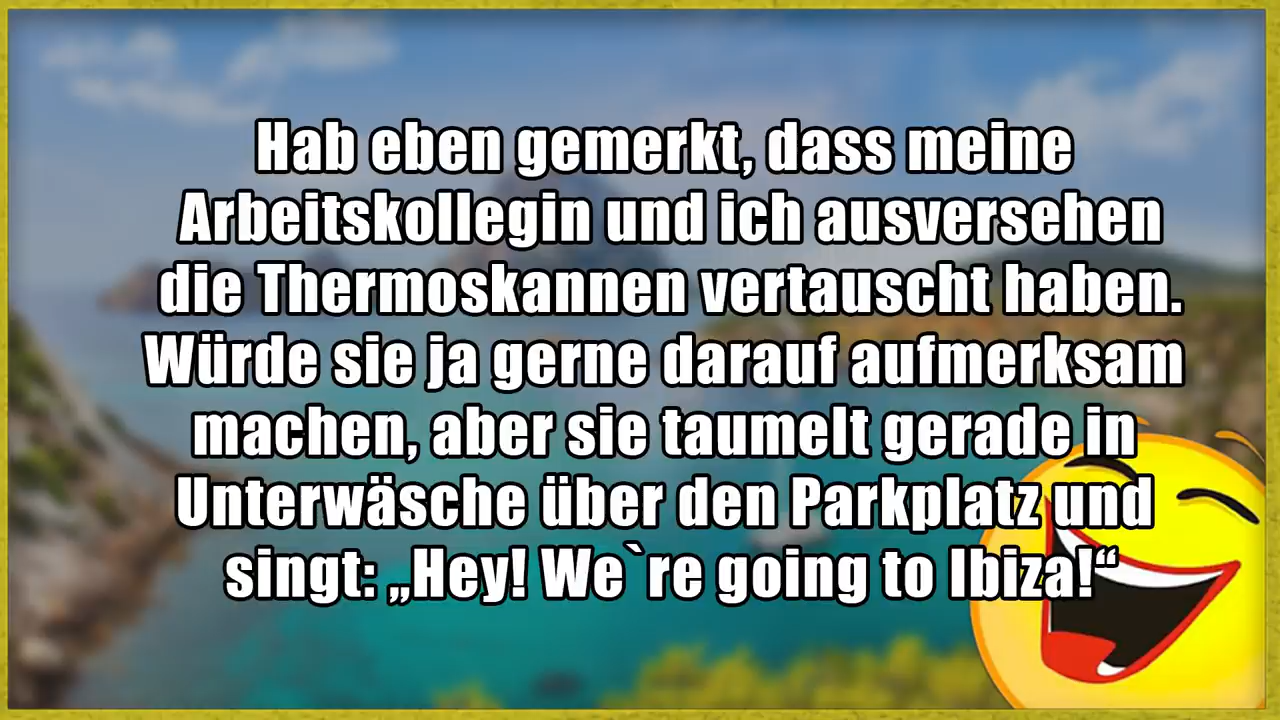 Hab eben gemerkt, dass meine
Arbeitskollegin und ich ausversehen
die Thermoskannen vertauscht haben.
Würde sie ja gerne darauf aufmerksam
machen, aber sie taumelt gerade in
Unterwäsche über den Parkplatz und
singt: „Hey! We`re going to Ibiza!“